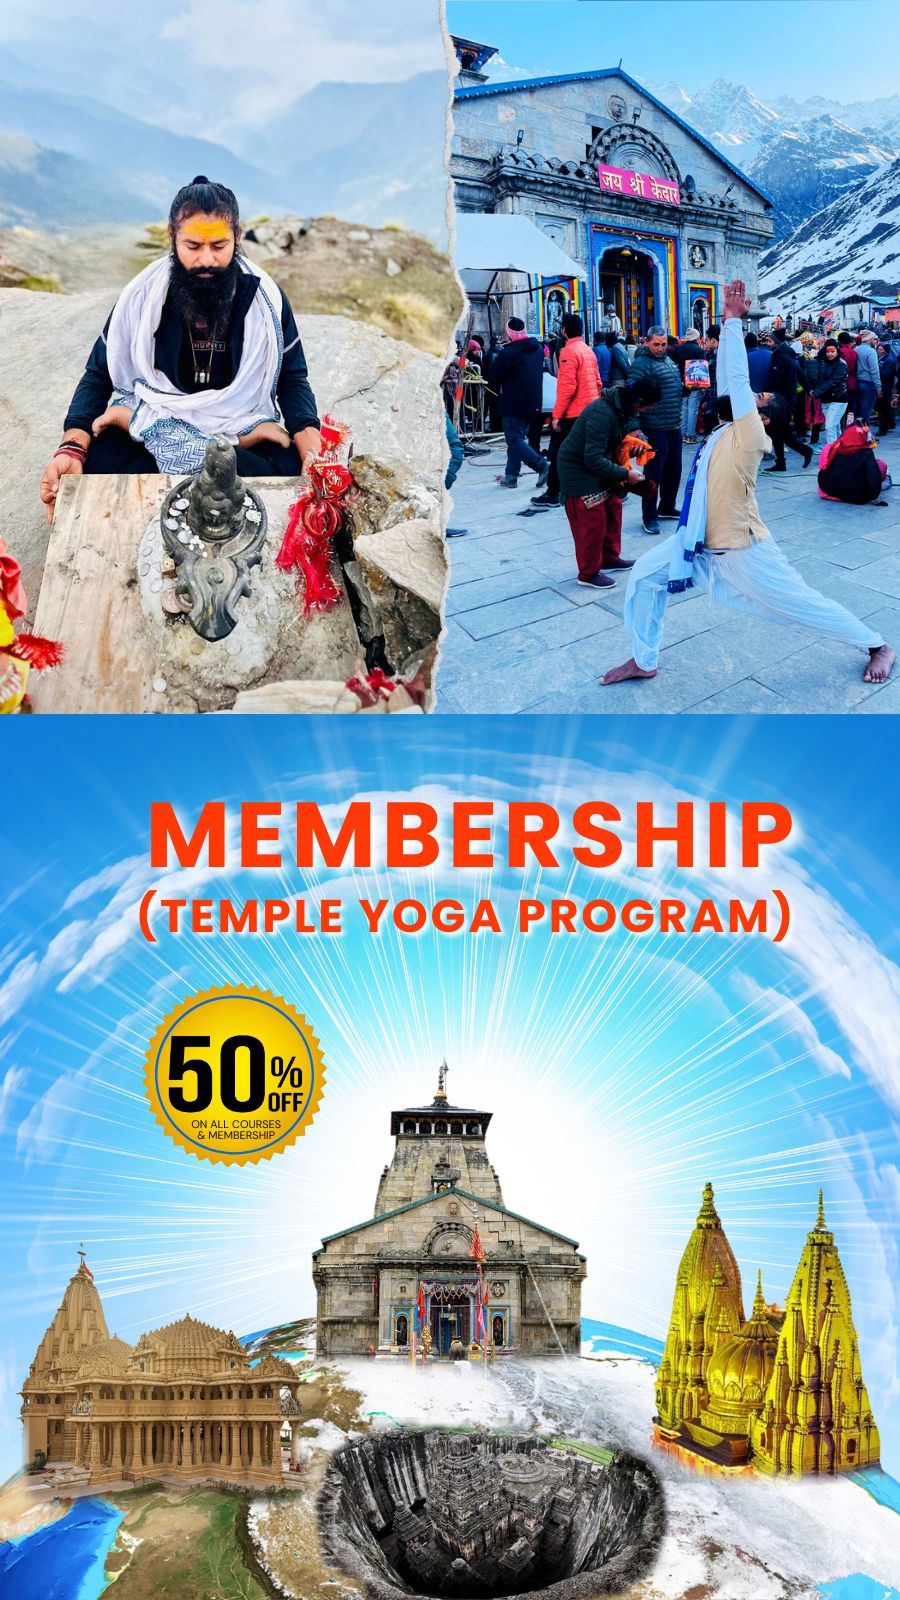 जय श्री केदार
MEMBERSHIP
(TEMPLE YOGA PROGRAM)
50%
OFF
ON ALL COURSES
& MEMBERSHIP